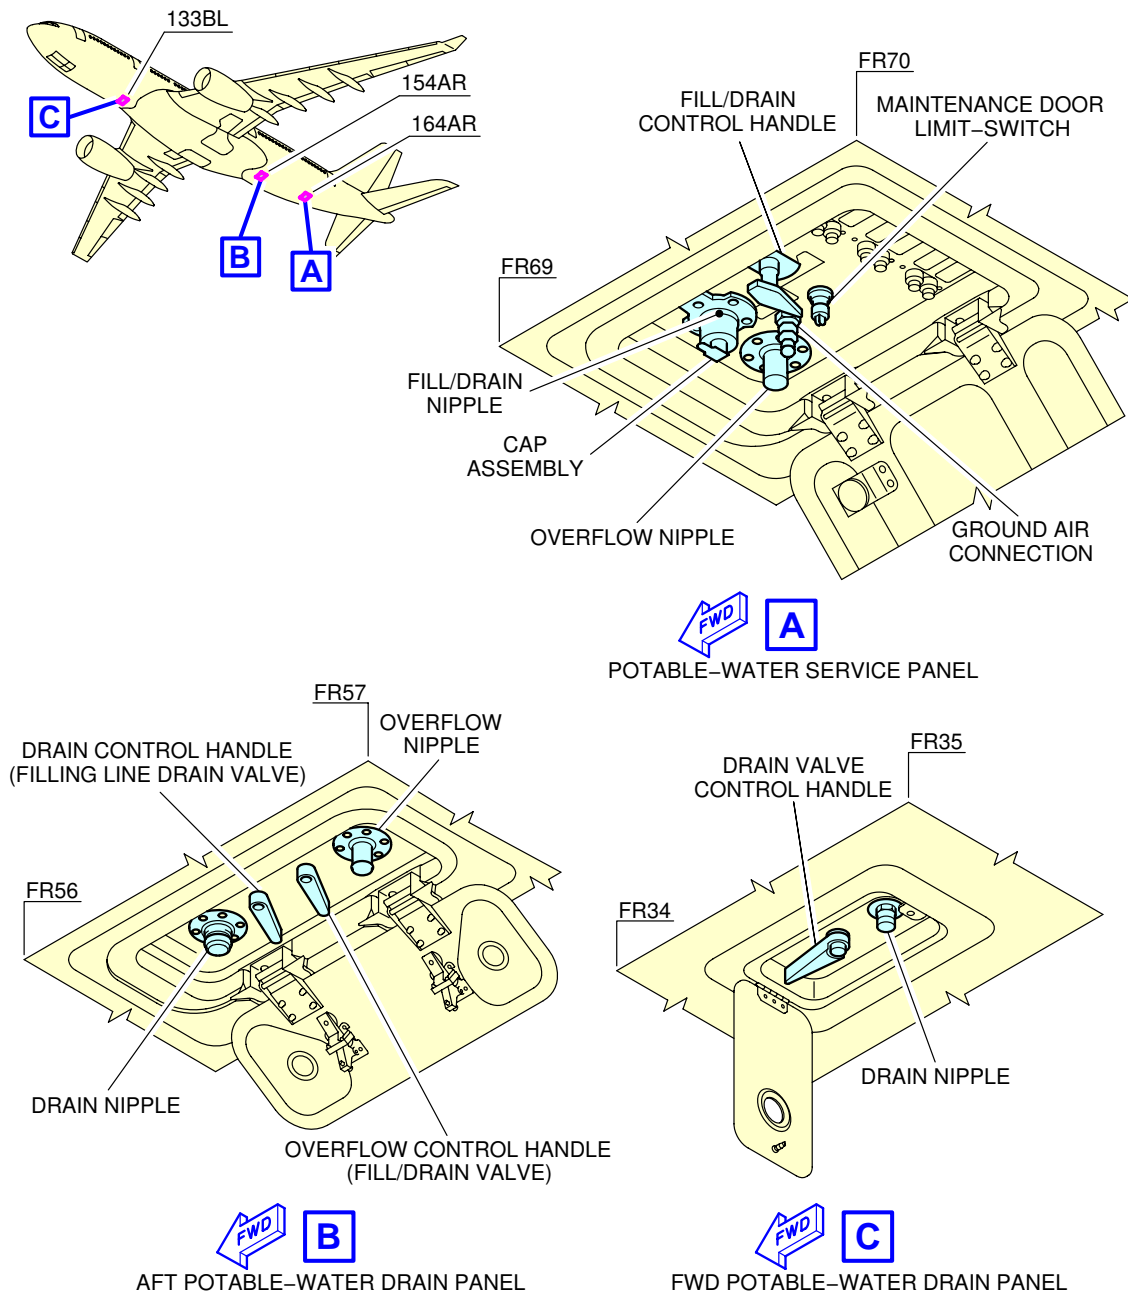 133BL
C
154AR
164AR
B
A
FR70
FILL/DRAIN
CONTROL HANDLE
MAINTENANCE DOOR
LIMIT−SWITCH
FR69
FILL/DRAIN
NIPPLE
CAP
ASSEMBLY
OVERFLOW NIPPLE
GROUND AIR
CONNECTION
FWD
A
POTABLE−WATER SERVICE PANEL
FR57
OVERFLOW
NIPPLE
DRAIN CONTROL HANDLE
(FILLING LINE DRAIN VALVE)
FR56
DRAIN NIPPLE
OVERFLOW CONTROL HANDLE
(FILL/DRAIN VALVE)
FWD
B
AFT POTABLE−WATER DRAIN PANEL
FR35
DRAIN VALVE
CONTROL HANDLE
FR34
DRAIN NIPPLE
FWD
C
FWD POTABLE−WATER DRAIN PANEL